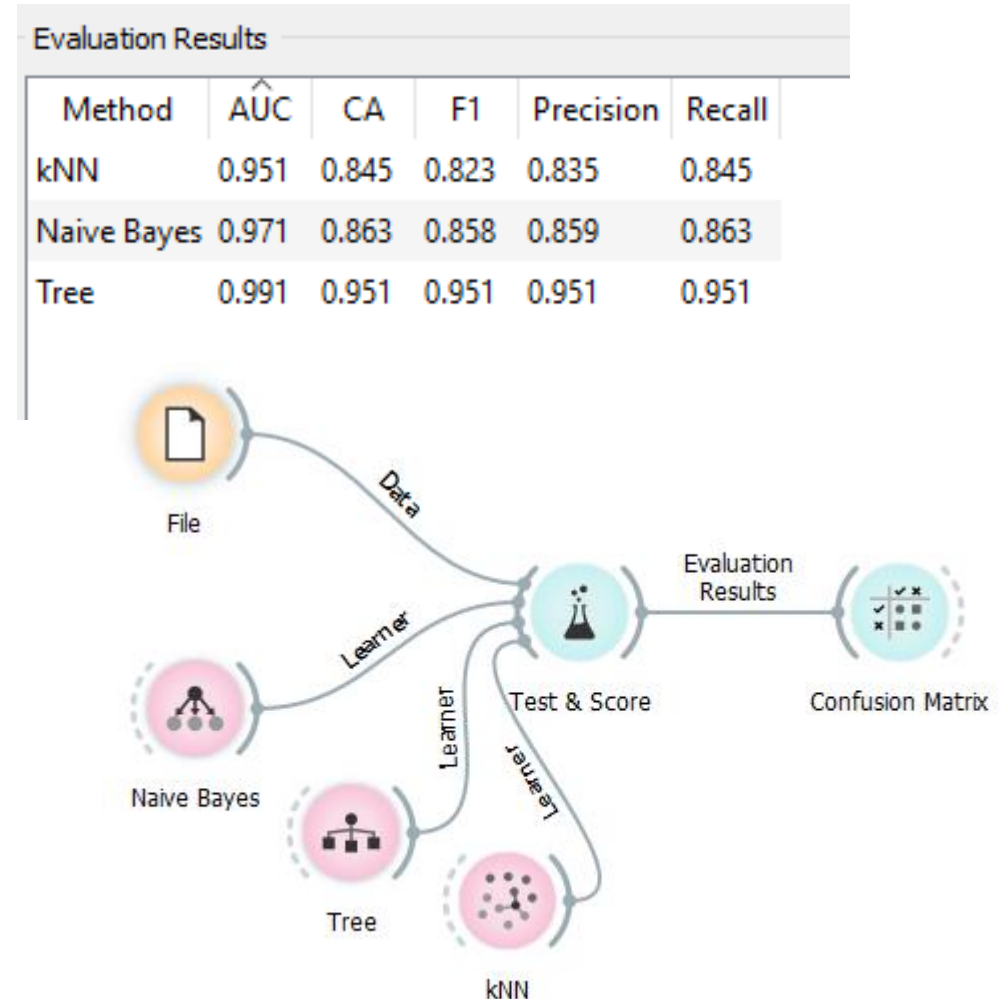 Evaluation Results
Method AUC CA F1 Precision Recall
kNN 0.951 0.845 0.823 0.835 0.845
Naive Bayes 0.971 0.863 0.858 0.859 0.863
Tree 0.991 0.951 0.951 0.951 0.951
File
Data
Learner
Naive Bayes
Learner
Tree
Learner
kNN
Test & Score
Evaluation
Results
Confusion Matrix